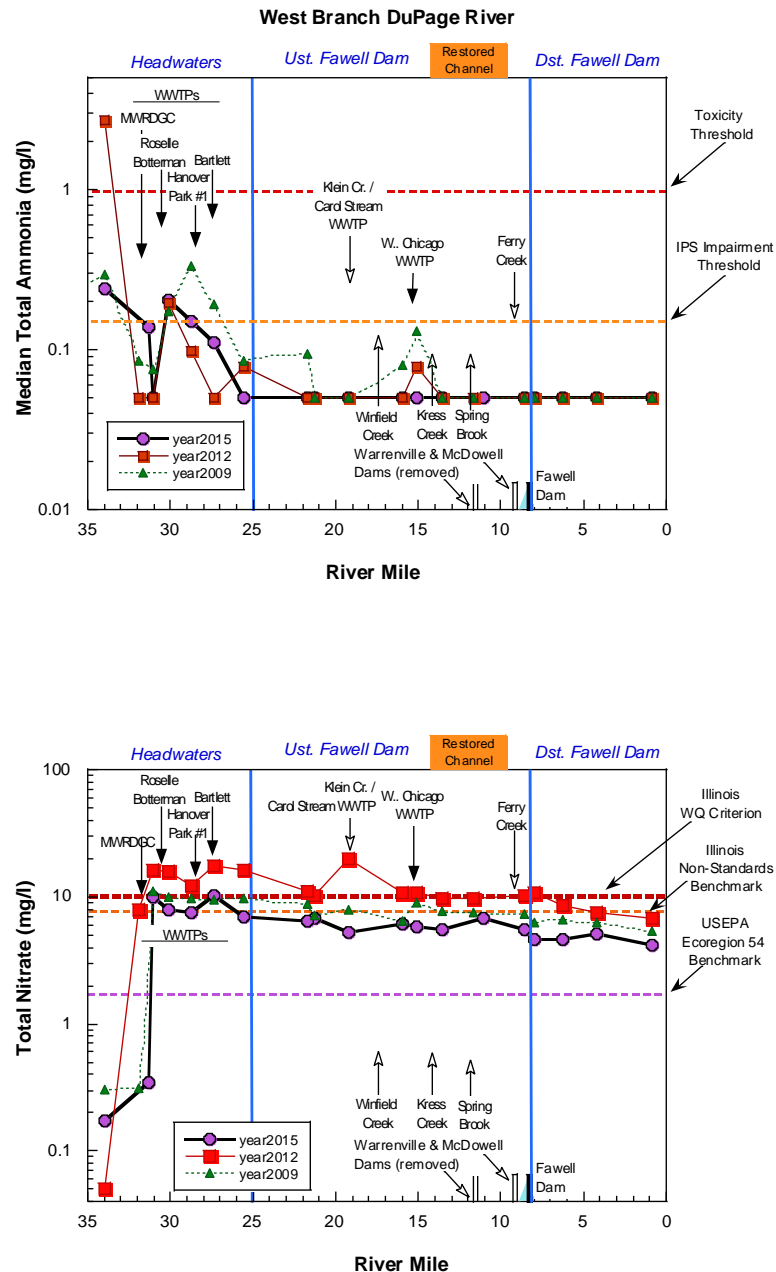 West Branch DuPage River
Headwaters
Ust. Fawell Dam
Restored
Channel
Dst. Fawell Dam
WWTPs
MWRDGC
Roselle
Botterman
Hanover
Park #1
Bartlett
Klein Cr. /
Carol Stream
WWTP
W.. Chicago
WWTP
Ferry
Creek
Toxicity
Threshold
IPS Impairment
Threshold
Median Total Ammonia (mg/l)
1
0.1
0.01
Winfield
Creek
Kress
Creek
Spring
Brook
Warrenville & McDowell
Dams (removed)
Fawell
Dam
year2015
year2012
year2009
35 30 25 20 15 10 5 0
River Mile
Headwaters
Ust. Fawell Dam
Restored
Channel
Dst. Fawell Dam
Roselle
Botterman
MWRDGC
Hanover
Park #1
Bartlett
Klein Cr. /
Carol Stream WWTP
W.. Chicago
WWTP
Ferry
Creek
Illinois
WQ Criterion
Illinois
Non-Standards
Benchmark
USEPA
Ecoregion 54
Benchmark
WWTPs
Total Nitrate (mg/l)
100
10
1
0.1
Winfield
Creek
Kress
Creek
Spring
Brook
Warrenville & McDowell
Dams (removed)
Fawell
Dam
year2015
year2012
year2009
35 30 25 20 15 10 5 0
River Mile